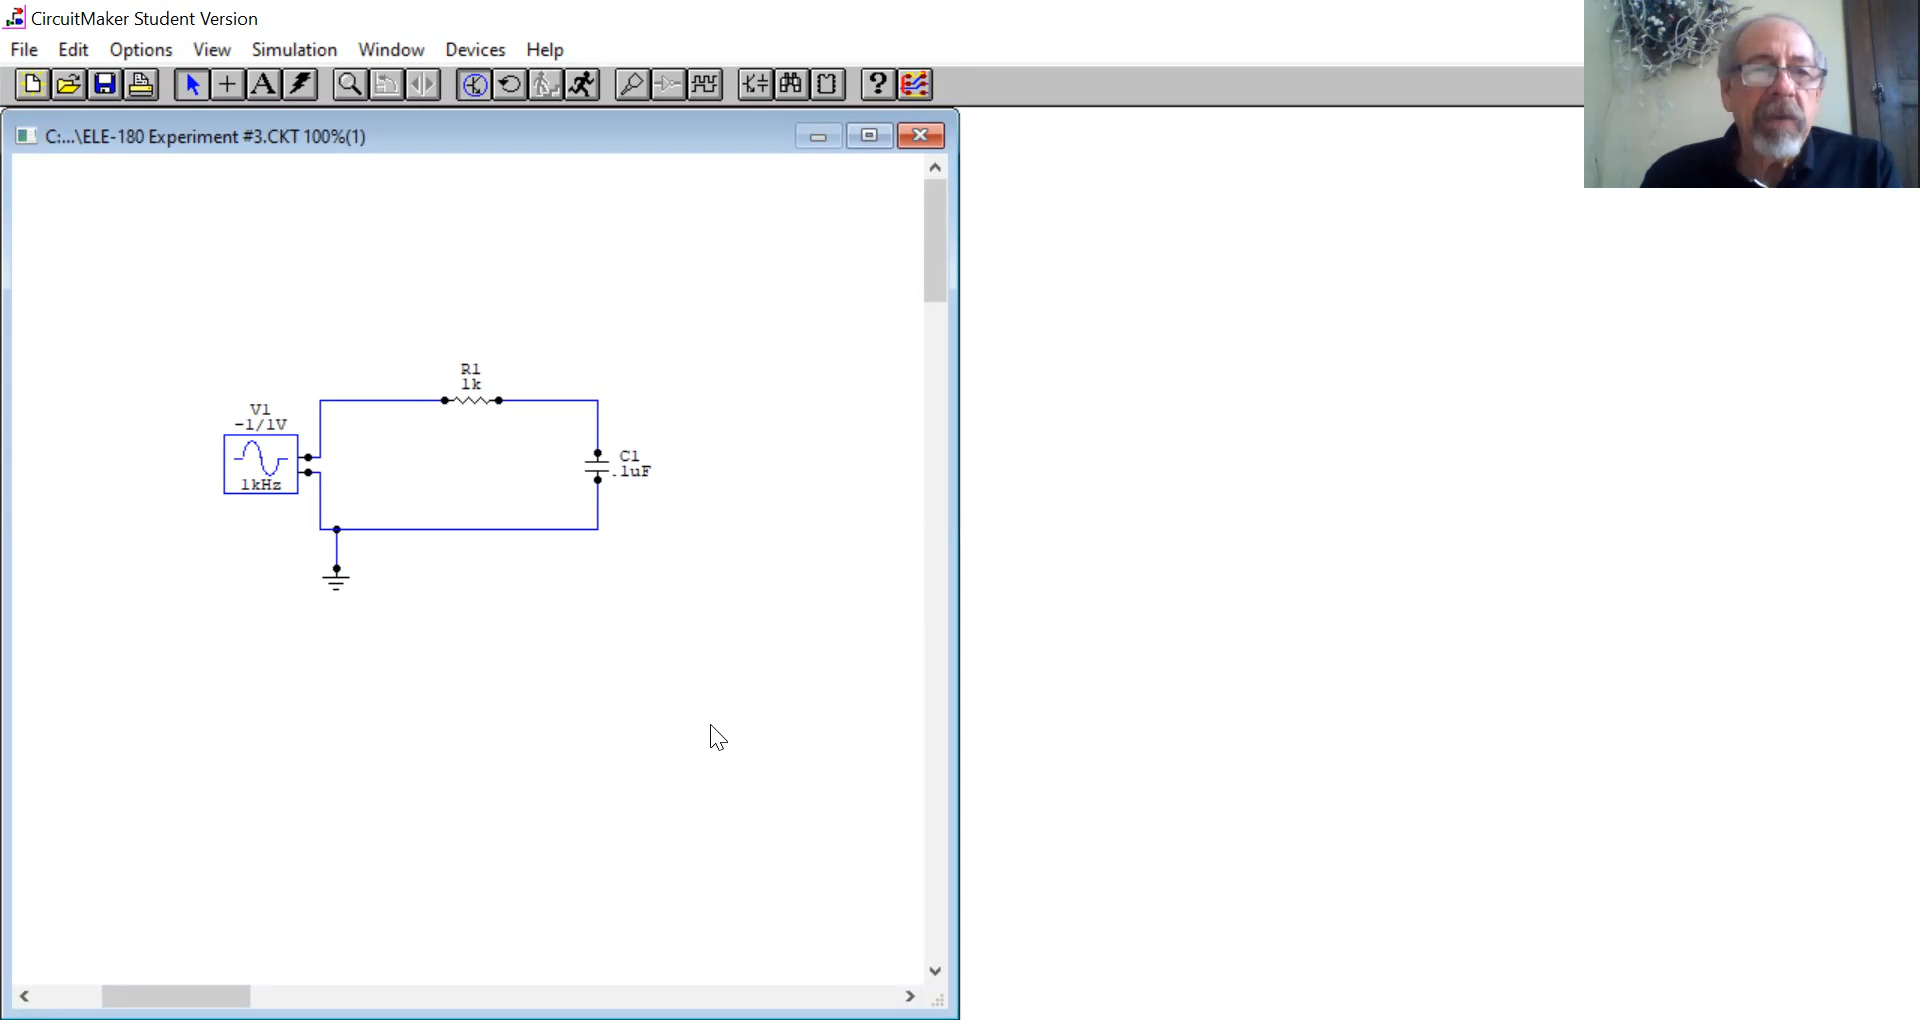 CircuitMaker Student Version
File Edit Options View Simulation Window Devices Help
A ?
C:...\ELE-180 Experiment #3.CKT 100%(1)
R1
1k
V1
-1/1V
1kHz
C1
.1uF